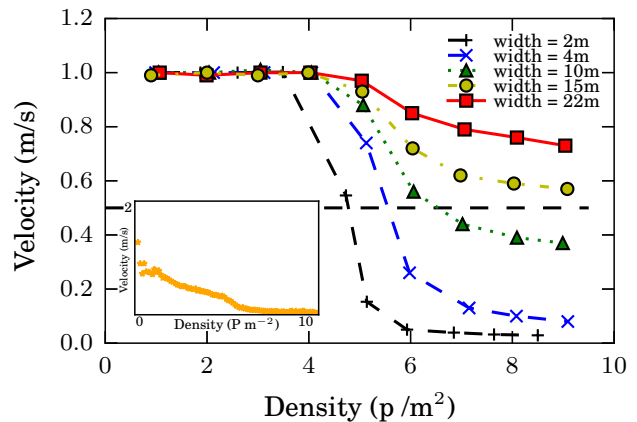 width = 2m
width = 4m
width = 10m
width = 15m
width = 22m
Velocity (m/s)
1.2
1.0
0.8
0.6
0.4
0.2
0.0
0
2
4
6
8
10
Density (p /m²)
2
Velocity (m/s)
0
10
Density (P m⁻²)